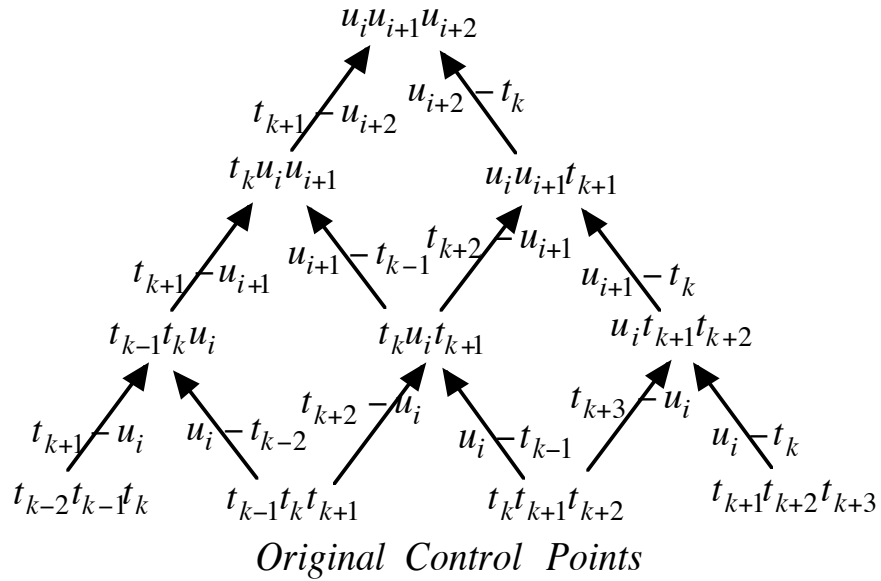 u_i u_{i+1} u_{i+2}
t_{k+1} – u_{i+2} u_{i+2} – t_k
t_k u_i u_{i+1} u_i u_{i+1} t_{k+1}
t_{k+1} – u_{i+1} u_{i+1} – t_{k–1} t_{k+2} – u_{i+1} u_{i+1} – t_k
t_{k–1} t_k u_i t_k u_i t_{k+1} u_i t_{k+1} t_{k+2}
t_{k+1} – u_i u_i – t_{k–2} t_{k+2} – u_i u_i – t_{k–1} t_{k+3} – u_i u_i – t_k
t_{k–2} t_{k–1} t_k t_{k–1} t_k t_{k+1} t_k t_{k+1} t_{k+2} t_{k+1} t_{k+2} t_{k+3}
Original Control Points